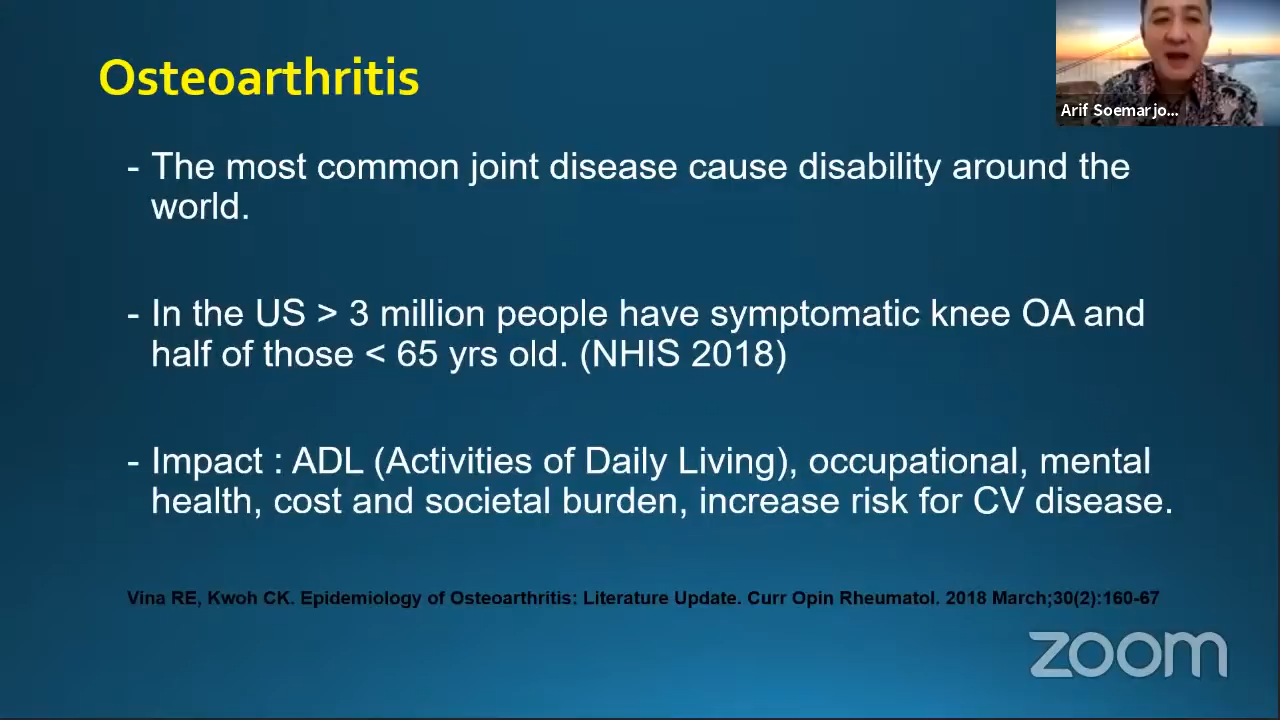 Osteoarthritis
Arif Soemarjo...
- The most common joint disease cause disability around the
world.
- In the US > 3 million people have symptomatic knee OA and
half of those < 65 yrs old. (NHIS 2018)
- Impact : ADL (Activities of Daily Living), occupational, mental
health, cost and societal burden, increase risk for CV disease.
Vina RE, Kwoh CK. Epidemiology of Osteoarthritis: Literature Update. Curr Opin Rheumatol. 2018 March;30(2):160-67
zoom